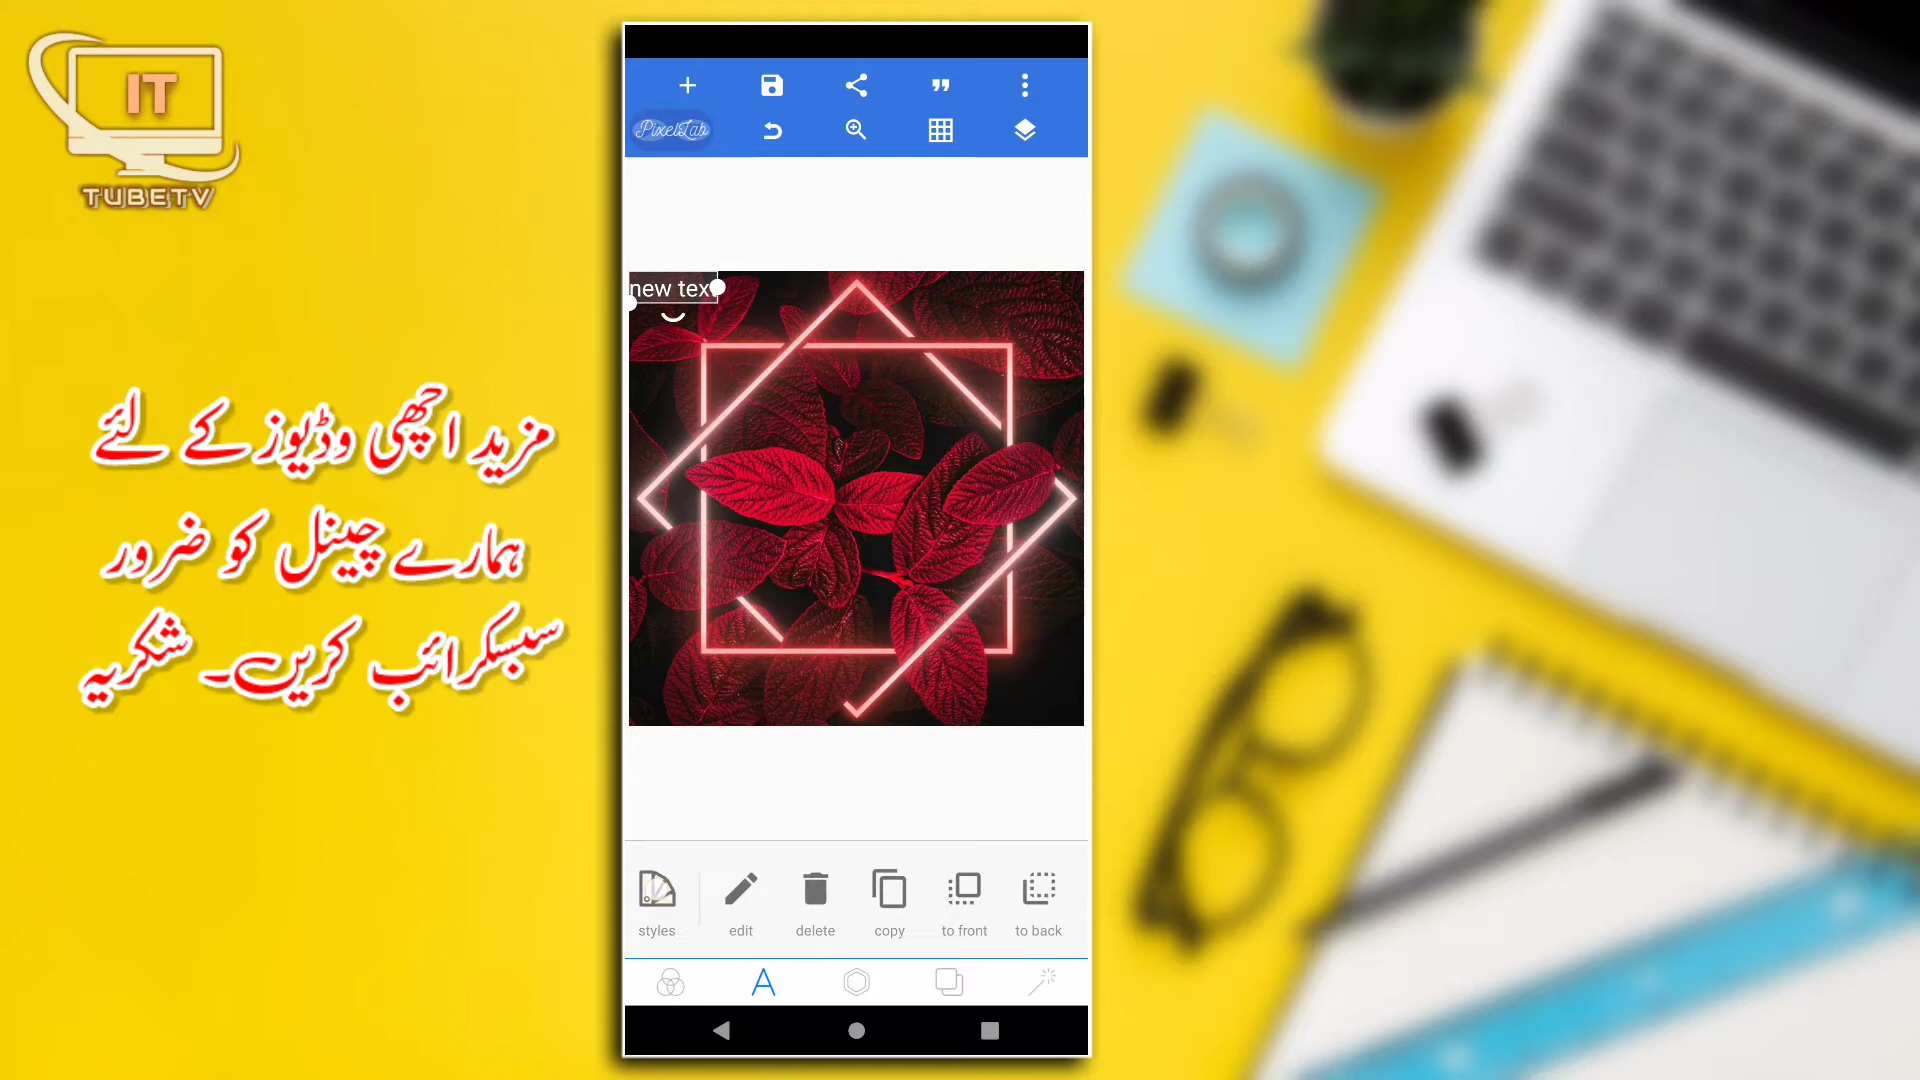 IT
TUBETV
PixelLab
new tex
مزید اچھی وڈیوز کے لئے
ہمارے چینل کو ضرور
سبسکرائب کریں۔ شکریہ
styles
edit
delete
copy
to front
to back